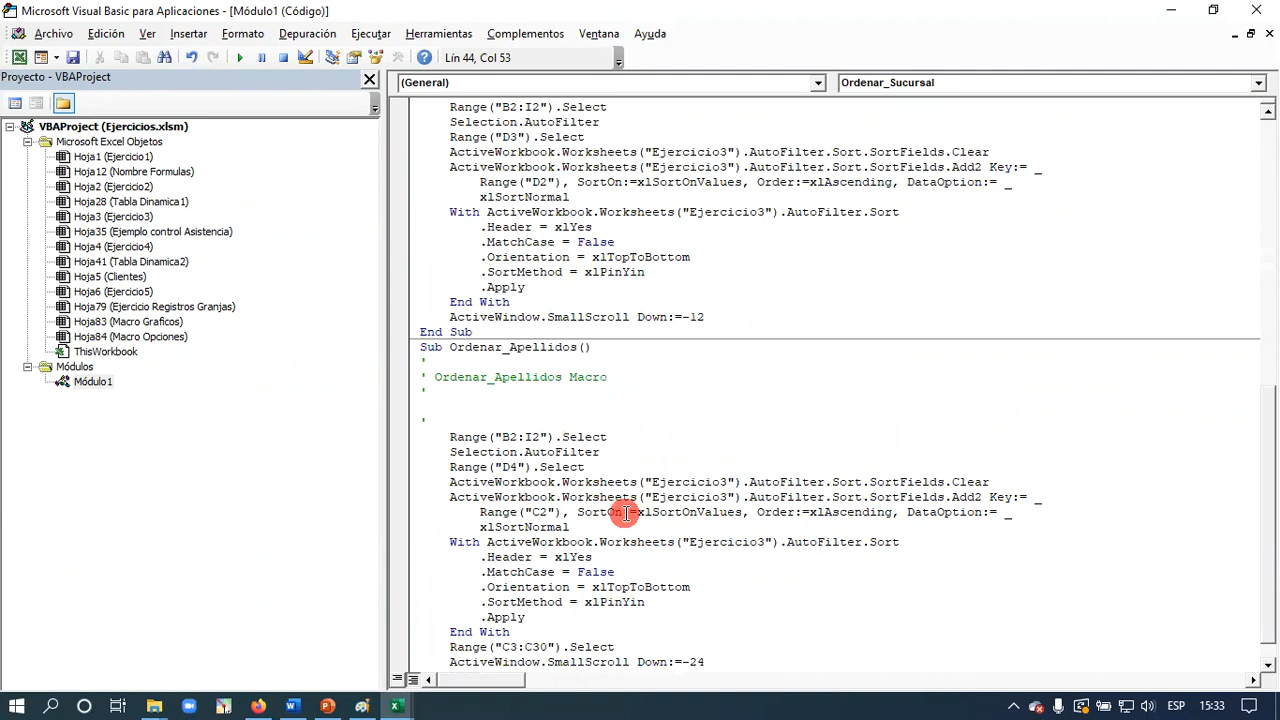 Microsoft Visual Basic para Aplicaciones - [Módulo1 (Código)]
Archivo Edición Ver Insertar Formato Depuración Ejecutar Herramientas Complementos Ventana Ayuda
Lín 44, Col 53
Proyecto - VBAProject
(General)
Ordenar_Sucursal
VBAProject (Ejercicios.xlsm)
Microsoft Excel Objetos
Hoja1 (Ejercicio1)
Hoja12 (Nombre Formulas)
Hoja2 (Ejercicio2)
Hoja28 (Tabla Dinamica1)
Hoja3 (Ejercicio3)
Hoja35 (Ejemplo control Asistencia)
Hoja4 (Ejercicio4)
Hoja41 (Tabla Dinamica2)
Hoja5 (Clientes)
Hoja6 (Ejercicio5)
Hoja79 (Ejercicio Registros Granjas)
Hoja83 (Macro Graficos)
Hoja84 (Macro Opciones)
ThisWorkbook
Módulos
Módulo1
Range("B2:I2").Select
Selection.AutoFilter
Range("D3").Select
ActiveWorkbook.Worksheets("Ejercicio3").AutoFilter.Sort.SortFields.Clear
ActiveWorkbook.Worksheets("Ejercicio3").AutoFilter.Sort.SortFields.Add2 Key:= _
Range("D2"), SortOn:=xlSortOnValues, Order:=xlAscending, DataOption:= _
xlSortNormal
With ActiveWorkbook.Worksheets("Ejercicio3").AutoFilter.Sort
.Header = xlYes
.MatchCase = False
.Orientation = xlTopToBottom
.SortMethod = xlPinYin
.Apply
End With
ActiveWindow.SmallScroll Down:=-12
End Sub
Sub Ordenar_Apellidos()
'
' Ordenar_Apellidos Macro
'
'
Range("B2:I2").Select
Selection.AutoFilter
Range("D4").Select
ActiveWorkbook.Worksheets("Ejercicio3").AutoFilter.Sort.SortFields.Clear
ActiveWorkbook.Worksheets("Ejercicio3").AutoFilter.Sort.SortFields.Add2 Key:= _
Range("C2"), SortOn:=xlSortOnValues, Order:=xlAscending, DataOption:= _
xlSortNormal
With ActiveWorkbook.Worksheets("Ejercicio3").AutoFilter.Sort
.Header = xlYes
.MatchCase = False
.Orientation = xlTopToBottom
.SortMethod = xlPinYin
.Apply
End With
Range("C3:C30").Select
ActiveWindow.SmallScroll Down:=-24
ESP 15:33